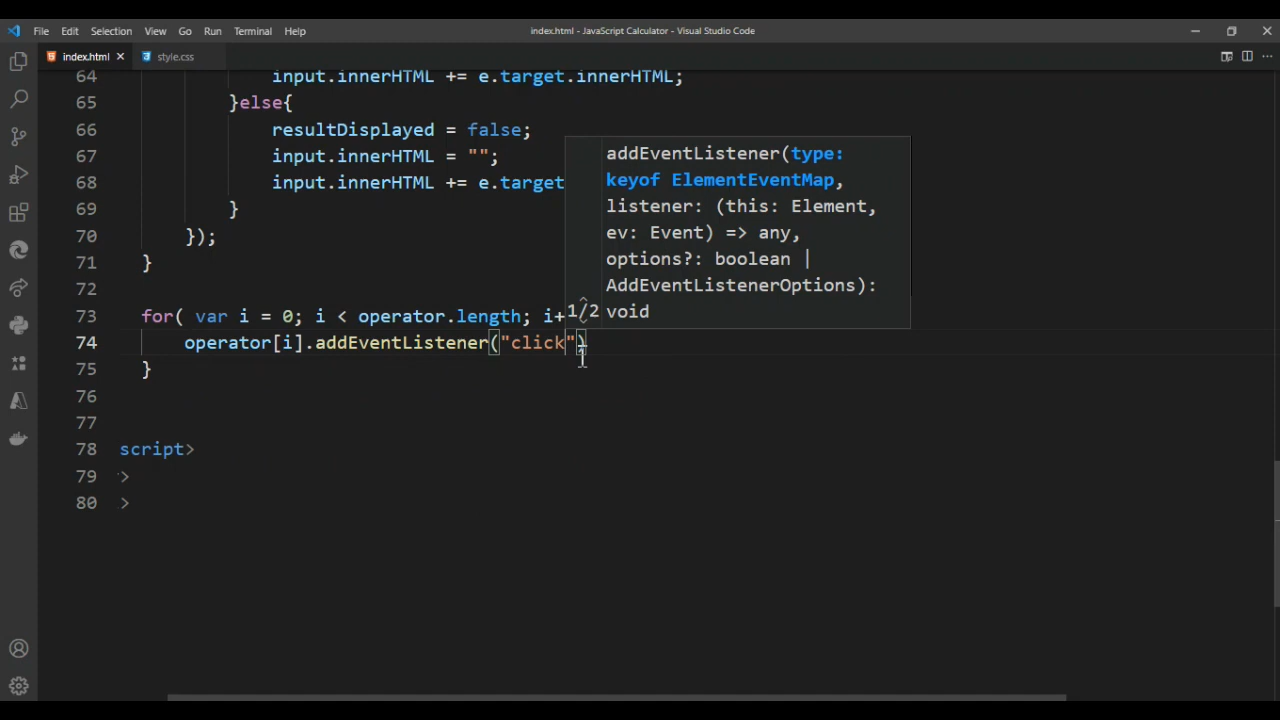 File Edit Selection View Go Run Terminal Help index.html - JavaScript Calculator - Visual Studio Code
index.html style.css
64 input.innerHTML += e.target.innerHTML;
65 }else{
66 resultDisplayed = false;
67 input.innerHTML = "";
68 input.innerHTML += e.target
69 }
70 });
71 }
72
73 for( var i = 0; i < operator.length; i+
74 operator[i].addEventListener("click")
75 }
76
77
78 script>
79 >
80 >
addEventListener(type:
keyof ElementEventMap,
listener: (this: Element,
ev: Event) => any,
options?: boolean |
AddEventListenerOptions):
1/2 void